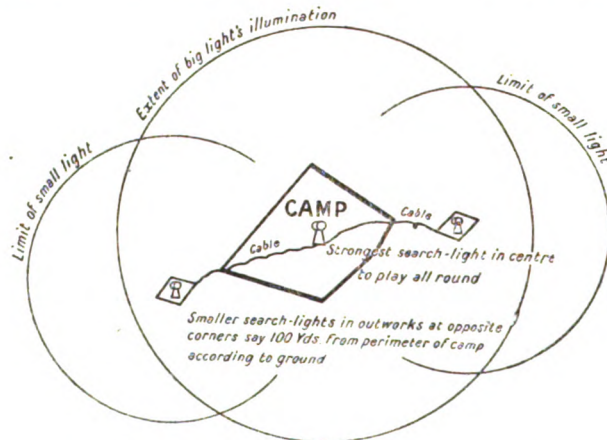 Extent of big light's illumination
Limit of small light
Limit of small light
CAMP
Cable
Cable
Strongest search-light in centre
to play all round
Smaller search-lights in outworks at opposite
corners say 100 Yds. From perimeter of camp
according to ground